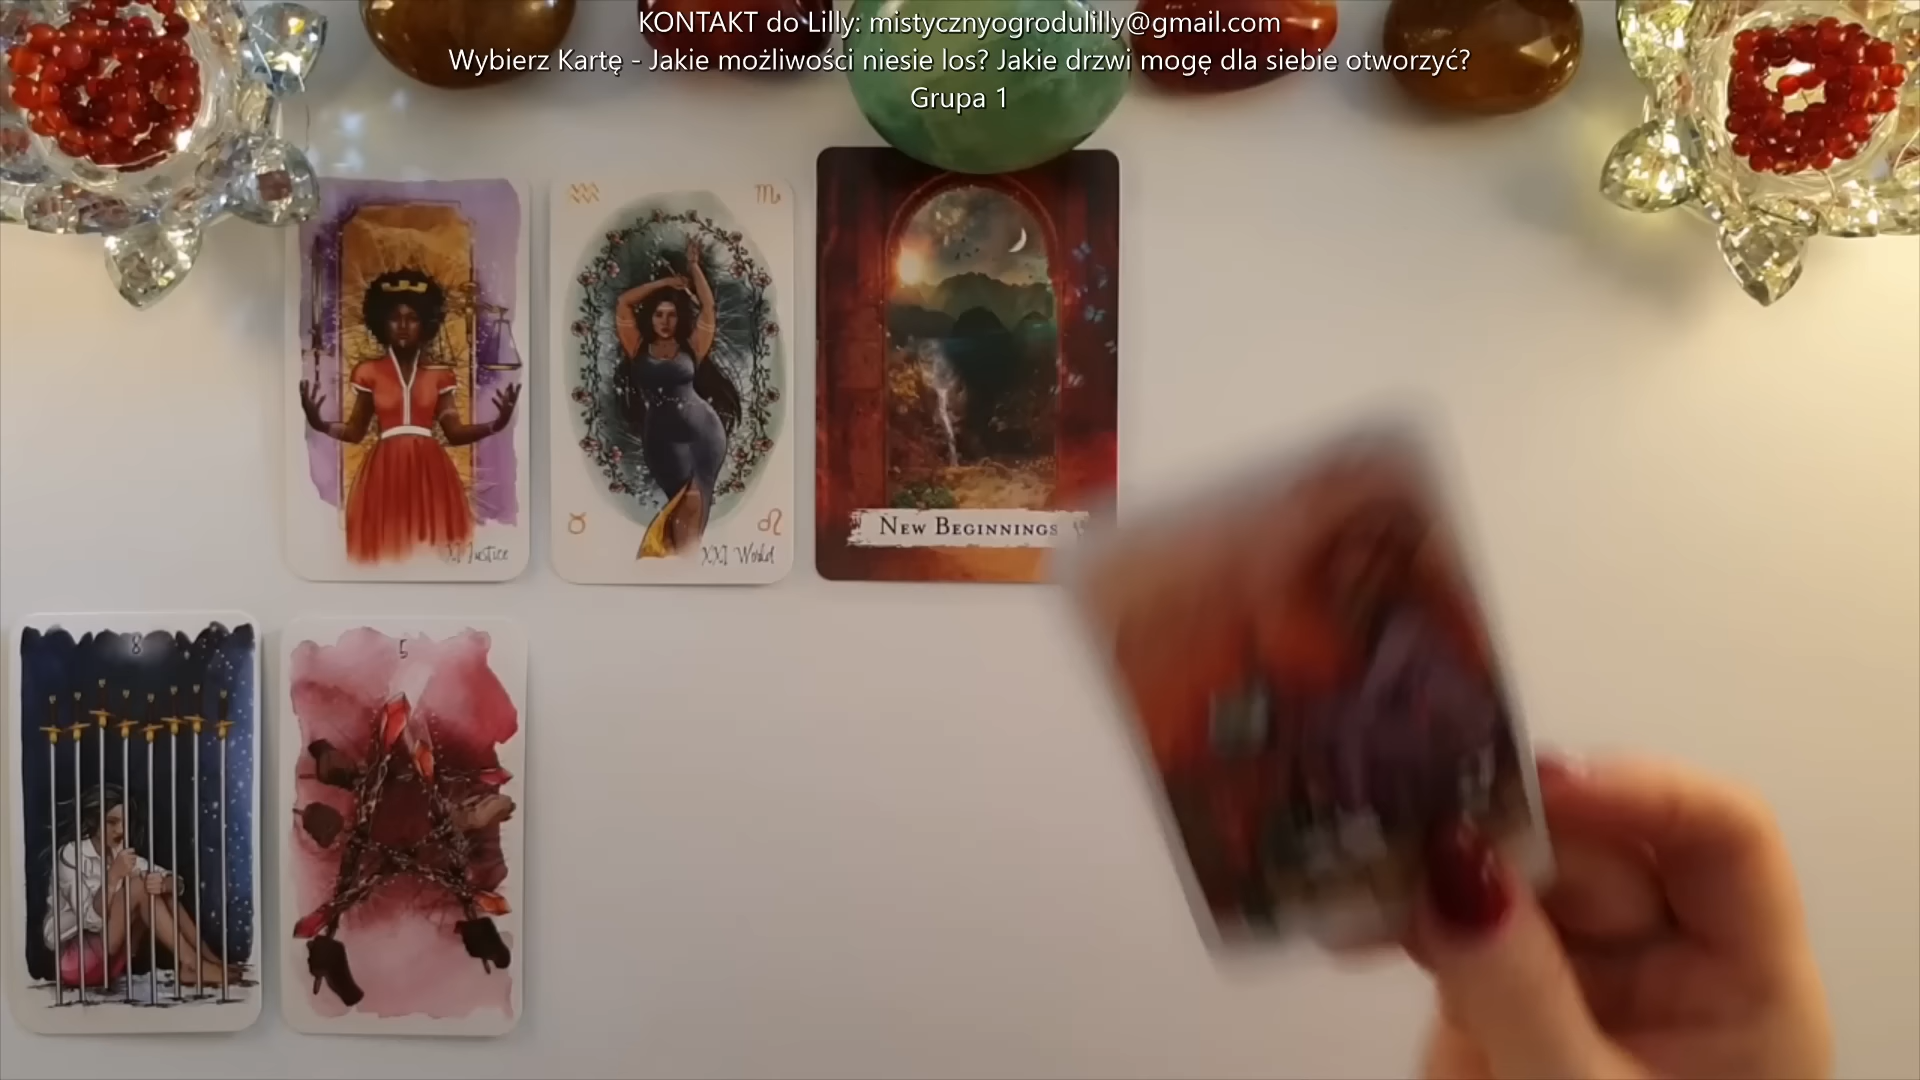 KONTAKT do Lilly: mistycznyogrodulilly@gmail.com
Wybierz Kartę - Jakie możliwości niesie los? Jakie drzwi mogę dla siebie otworzyć?
Grupa 1
XI Justice
XXI World
New Beginnings
8
5